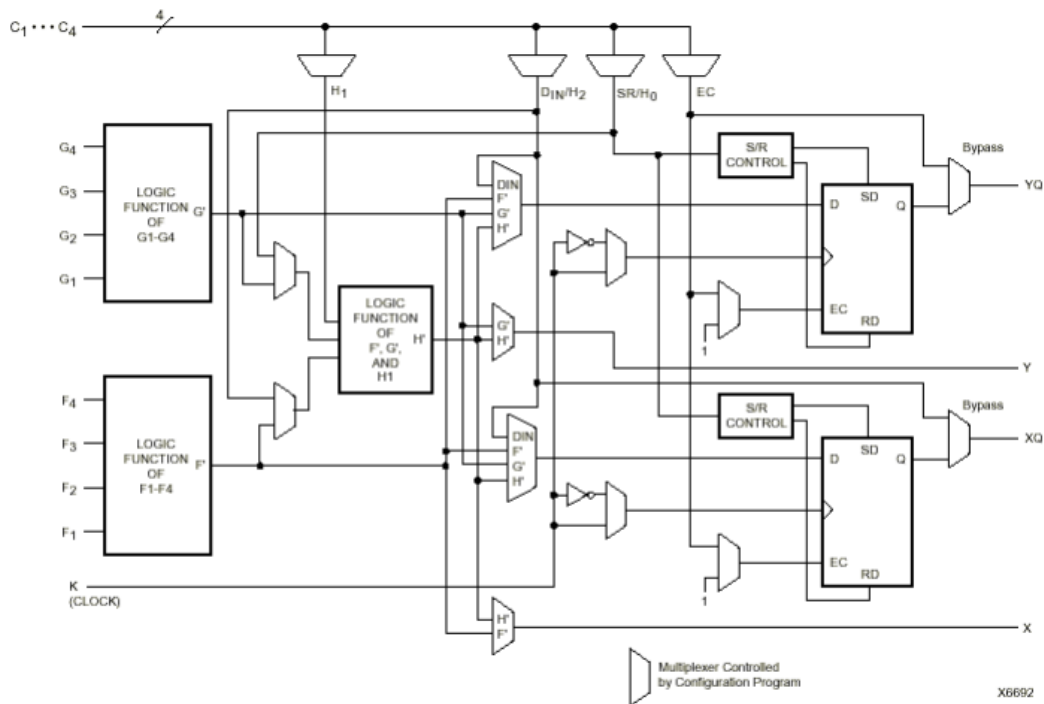 C1 ··· C4
4
H1
DIN/H2
SR/H0
EC
G4
G3
G2
G1
LOGIC
FUNCTION
OF
G1-G4
G'
DIN
F'
G'
H'
S/R
CONTROL
Bypass
D
SD
Q
YQ
EC
RD
1
LOGIC
FUNCTION
OF
F', G',
AND
H1
H'
G'
H'
Y
F4
F3
F2
F1
LOGIC
FUNCTION
OF
F1-F4
F'
DIN
F'
G'
H'
S/R
CONTROL
Bypass
D
SD
Q
XQ
EC
RD
1
K
(CLOCK)
H'
F'
X
Multiplexer Controlled
by Configuration Program
X6692